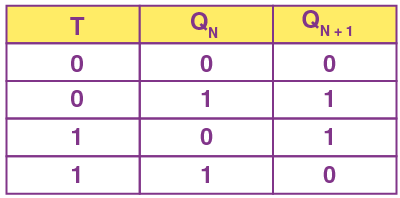 T Q_N Q_N + 1
0 0 0
0 1 1
1 0 1
1 1 0